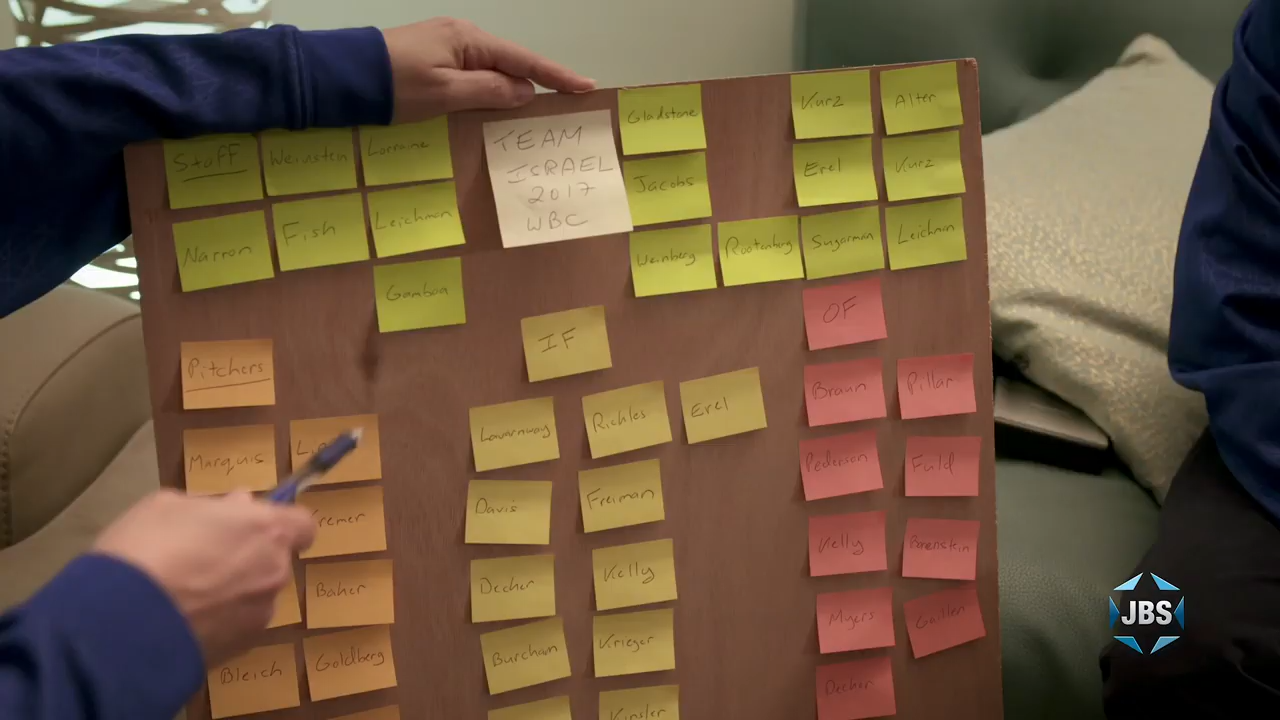 Staff
Weinstein
Lorraine
Narron
Fish
Leichman
Gamboa
TEAM
ISRAEL
2017
WBC
Gladstone
Jacobs
Weinberg
Rootenberg
Kurz
Alter
Erel
Kurz
Sugarman
Leichman
Pitchers
Marquis
Kremer
Baker
Bleich
Goldberg
IF
Lavarnway
Richles
Erel
Davis
Freiman
Decker
Kelly
Burcham
Krieger
Kinsler
OF
Braun
Pillar
Pederson
Fuld
Kelly
Borenstein
Myers
Gailen
Decker
JBS